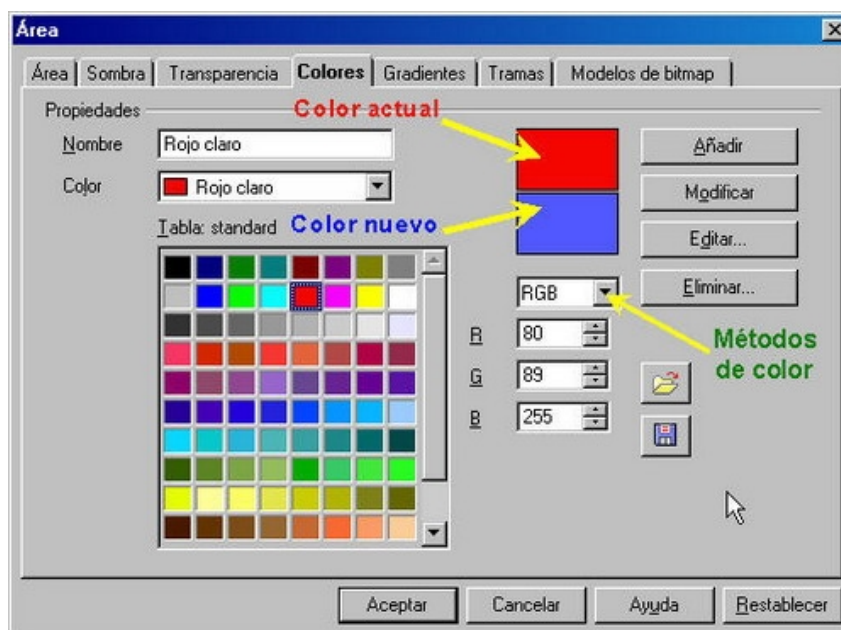 Área
Área Sombra Transparencia Colores Gradientes Tramas Modelos de bitmap
Propiedades
Color actual
Nombre Rojo claro
Añadir
Color Rojo claro
Modificar
Tabla: standard
Color nuevo
Editar...
RGB
Eliminar...
R 80
Métodos
de color
G 89
B 255
Aceptar Cancelar Ayuda Restablecer